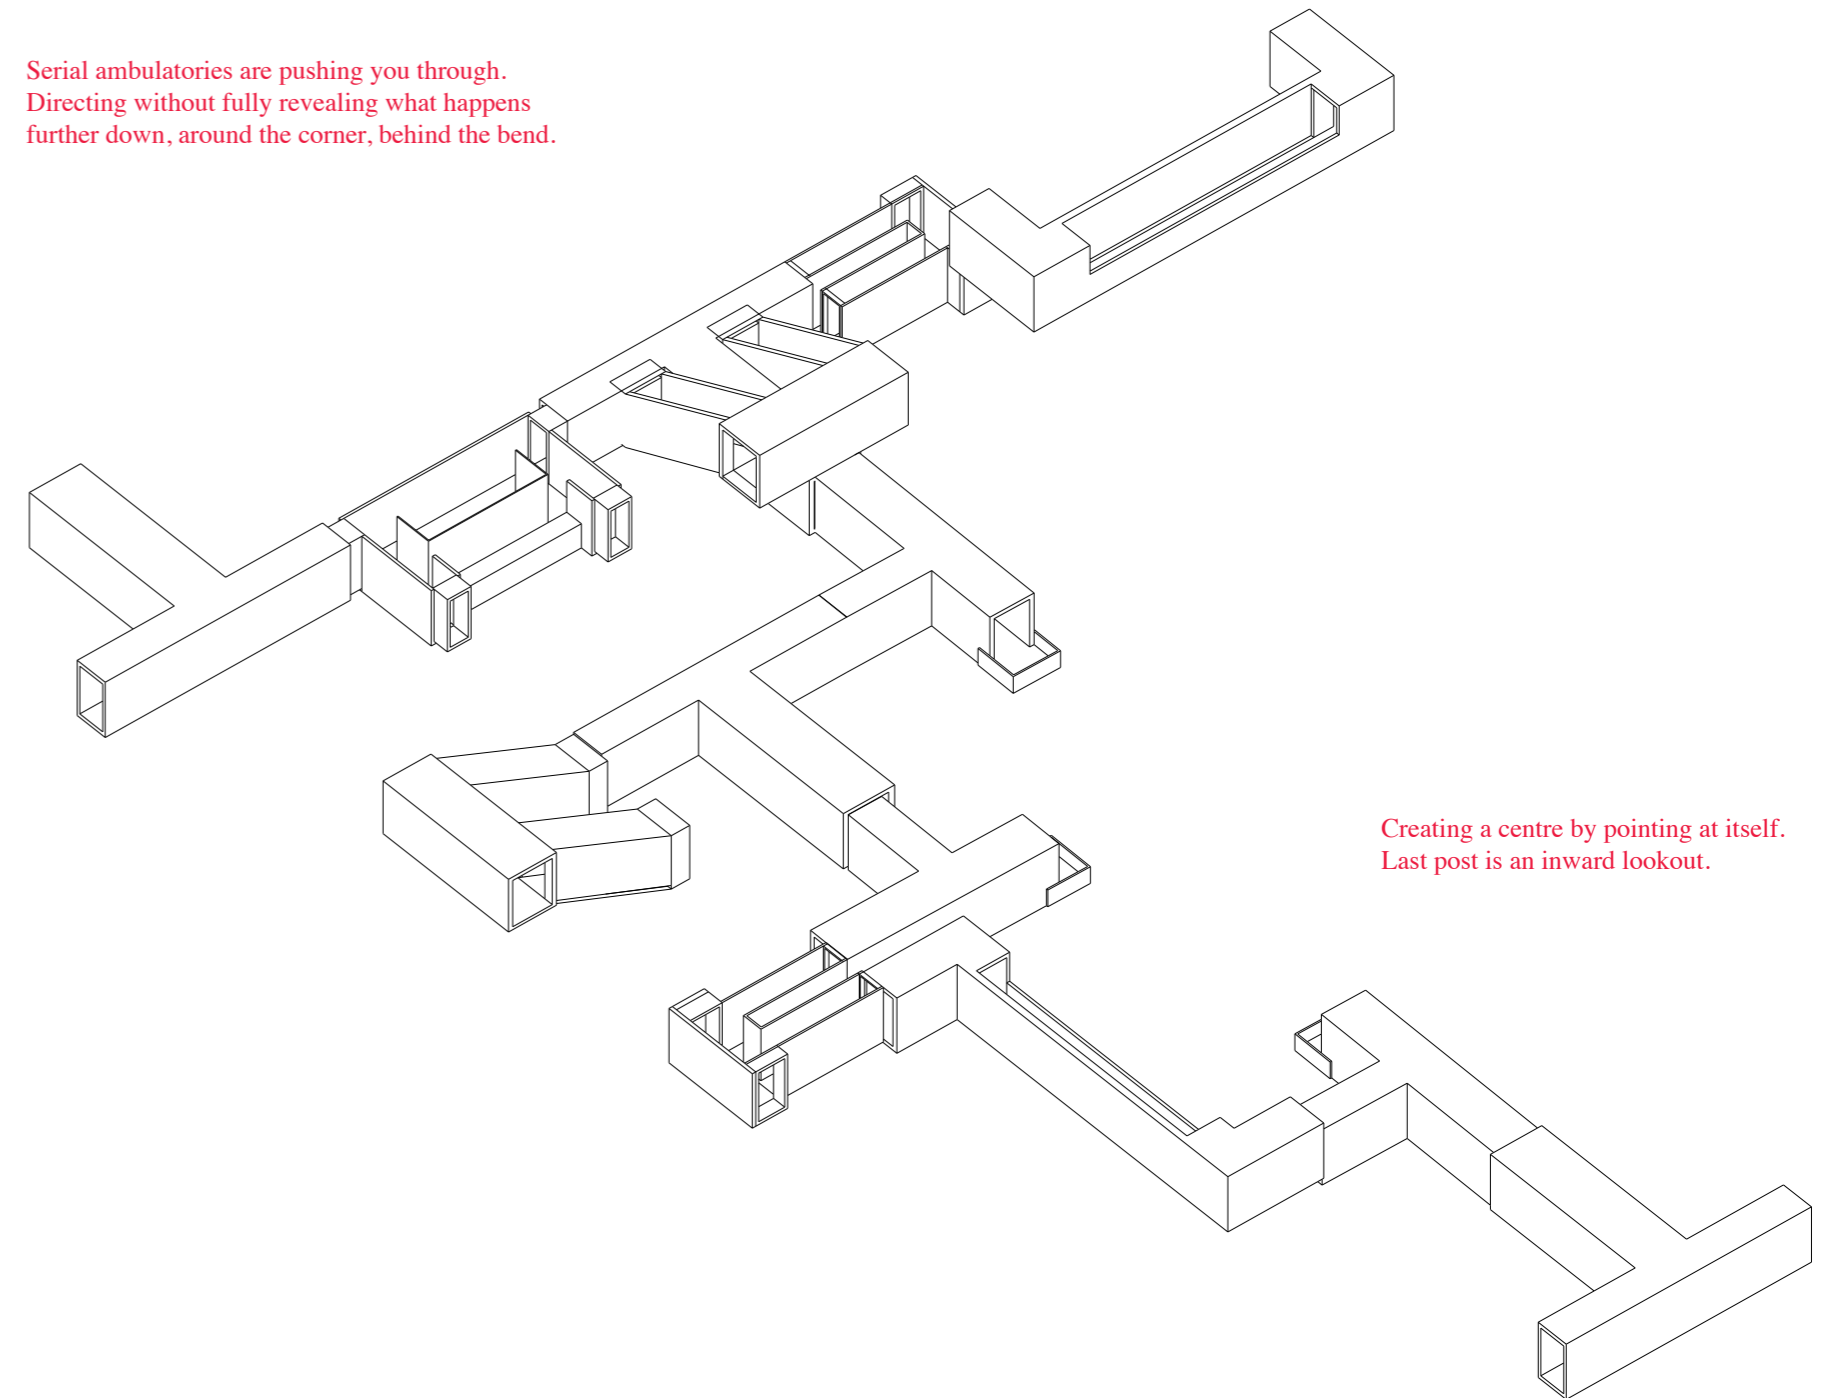 Serial ambulatories are pushing you through.
Directing without fully revealing what happens
further down, around the corner, behind the bend.
Creating a centre by pointing at itself.
Last post is an inward lookout.